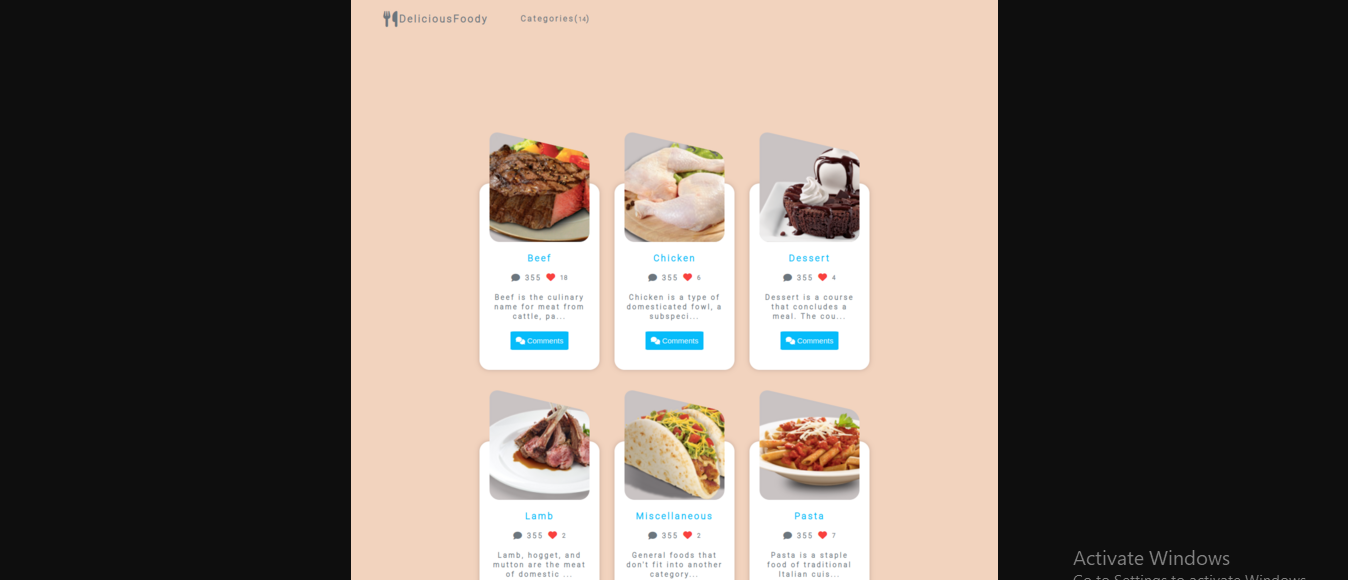 DeliciousFoody Categories(14)
Beef Chicken Dessert
355 18 355 6 355 4
Beef is the culinary
name for meat from
cattle, pa...
Chicken is a type of
domesticated fowl, a
subspeci...
Dessert is a course
that concludes a
meal. The cou...
Comments Comments Comments
Lamb Miscellaneous Pasta
355 2 355 2 355 7
Lamb, hogget, and
mutton are the meat
of domestic ...
General foods that
don't fit into another
category...
Pasta is a staple
food of traditional
Italian cuis...
Activate Windows
Go to Settings to activate Windows.